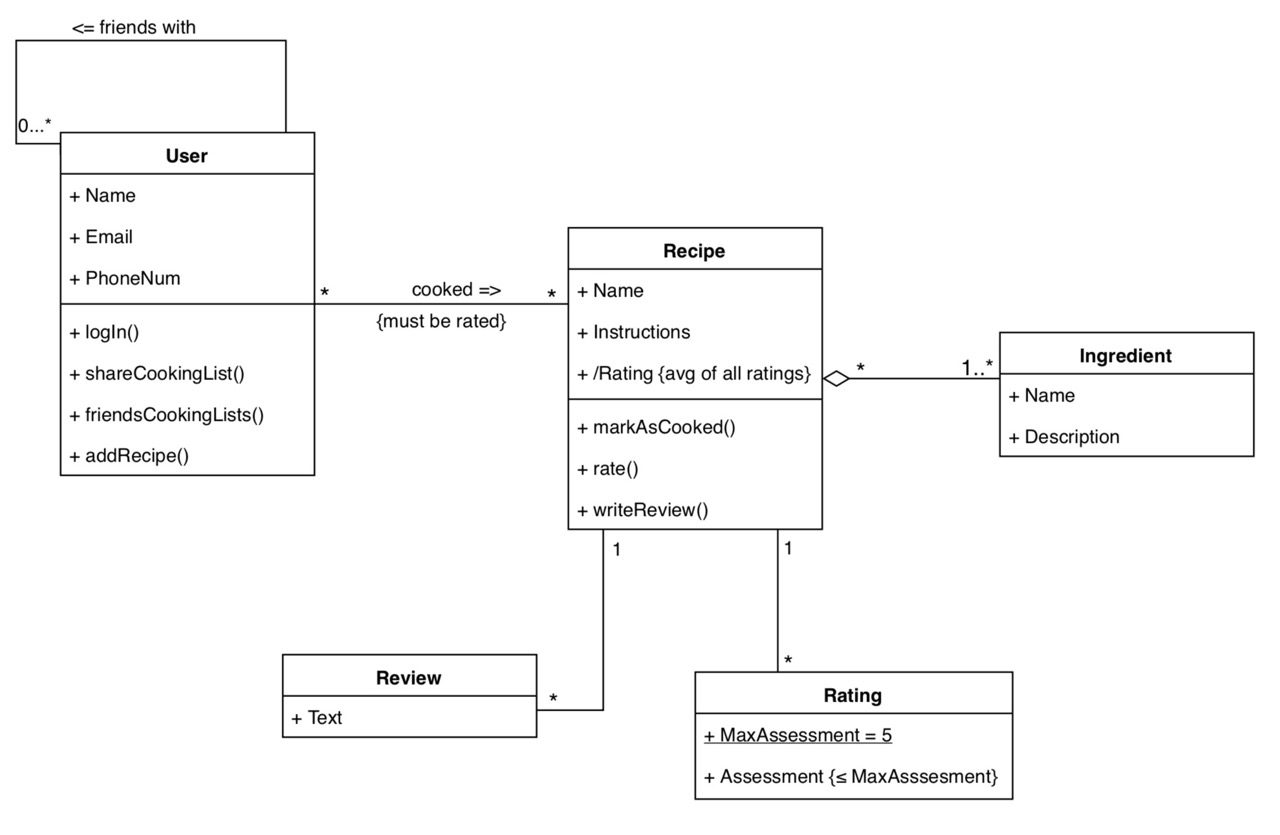 <= friends with
0...*
User
+ Name
+ Email
+ PhoneNum
+ logIn()
+ shareCookingList()
+ friendsCookingLists()
+ addRecipe()
*
cooked =>
*
{must be rated}
Recipe
+ Name
+ Instructions
+ /Rating {avg of all ratings}
+ markAsCooked()
+ rate()
+ writeReview()
*
1..*
Ingredient
+ Name
+ Description
1
1
*
*
Review
+ Text
Rating
+ MaxAssessment = 5
+ Assessment {≤ MaxAsssesment}